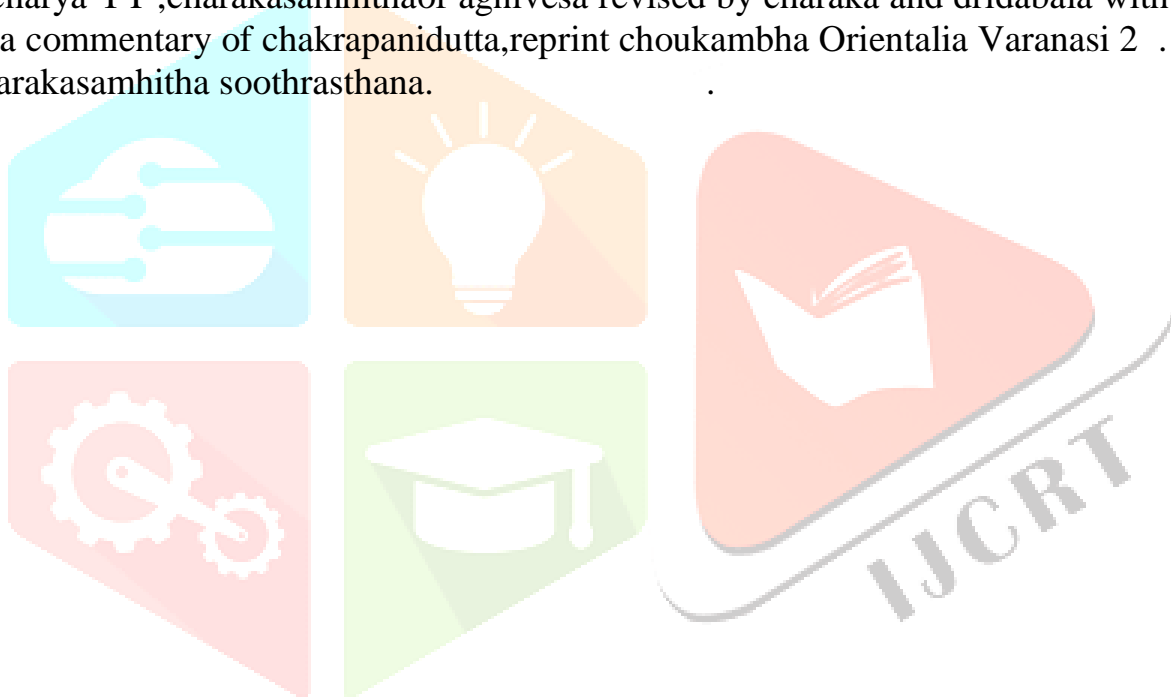 charya Y T ,charakasamhithaof agnivesa revised by charaka and dridabala with
a commentary of chakrapanidutta,reprint choukambha Orientalia Varanasi 2 .
arakasamhitha soothrasthana. .
IJCRT